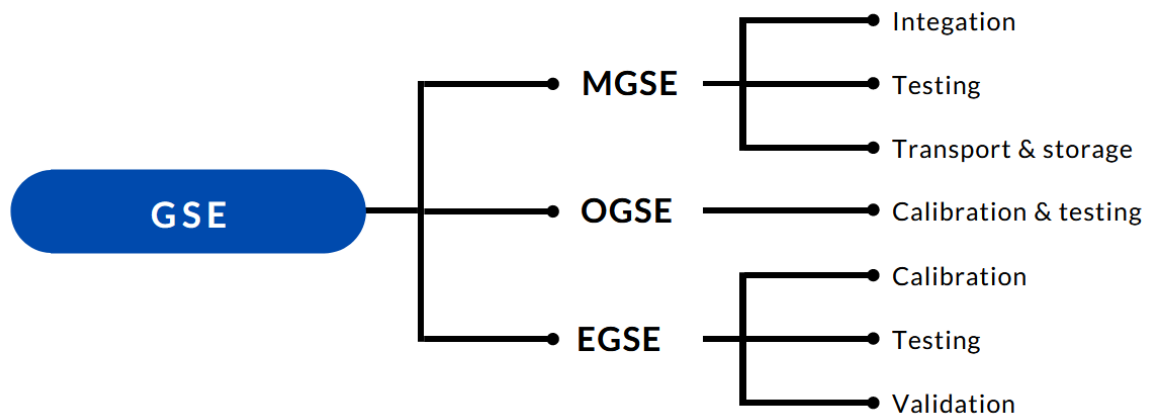 GSE
MGSE
Integation
Testing
Transport & storage
OGSE
Calibration & testing
EGSE
Calibration
Testing
Validation